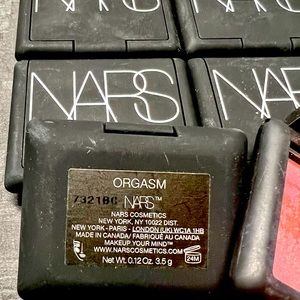 NARS
NARS
NARS
NARS
ORGASM
7321BC NARS™
NARS COSMETICS
NEW YORK, NY 10022 DIST.
NEW YORK - PARIS - LONDON (UK) WC1A 1HB
MADE IN CANADA/ FABRIQUÉ AU CANADA
MAKEUP YOUR MIND™
WWW.NARSCOSMETICS.COM
Net Wt. 0.12 Oz. 3.5 g
24M